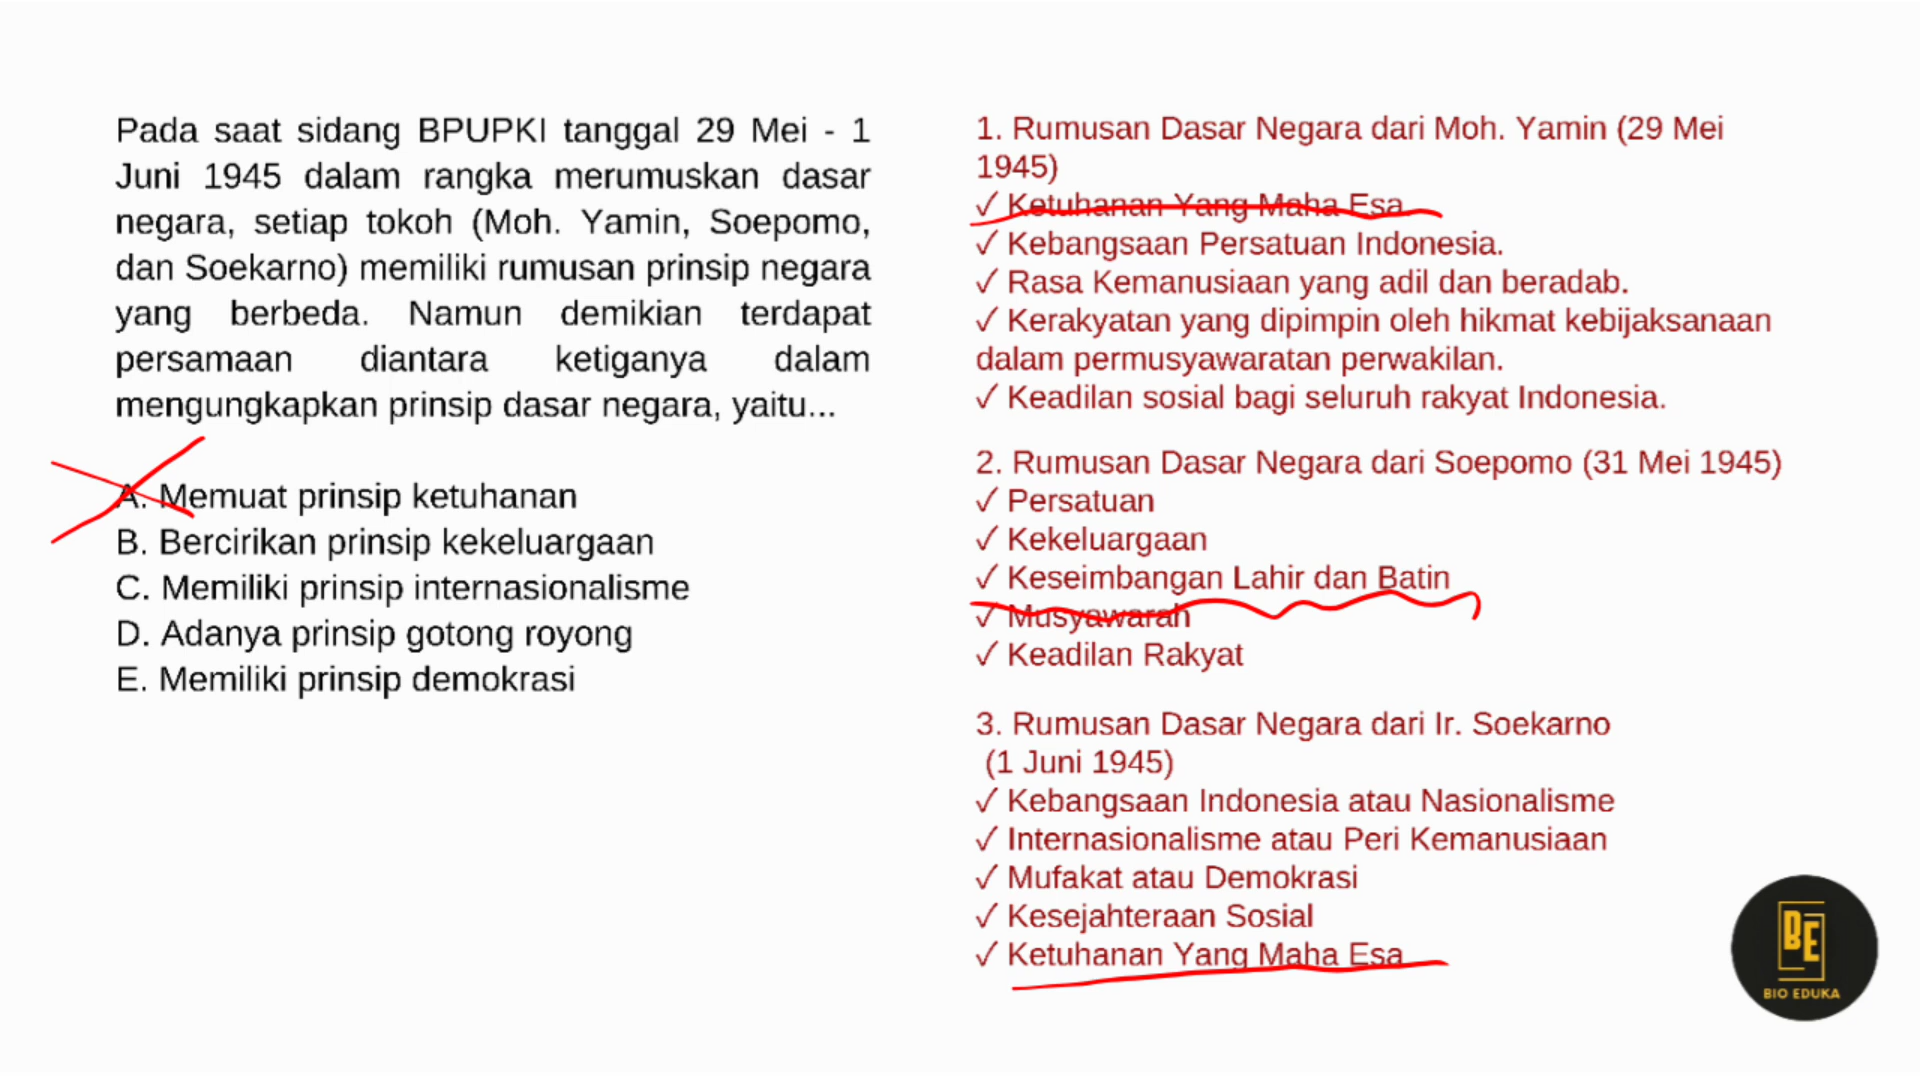 Pada saat sidang BPUPKI tanggal 29 Mei - 1
Juni 1945 dalam rangka merumuskan dasar
negara, setiap tokoh (Moh. Yamin, Soepomo,
dan Soekarno) memiliki rumusan prinsip negara
yang berbeda. Namun demikian terdapat
persamaan diantara ketiganya dalam
mengungkapkan prinsip dasar negara, yaitu...
A. Memuat prinsip ketuhanan
B. Bercirikan prinsip kekeluargaan
C. Memiliki prinsip internasionalisme
D. Adanya prinsip gotong royong
E. Memiliki prinsip demokrasi
1. Rumusan Dasar Negara dari Moh. Yamin (29 Mei
1945)
✓ Ketuhanan Yang Maha Esa
✓ Kebangsaan Persatuan Indonesia.
✓ Rasa Kemanusiaan yang adil dan beradab.
✓ Kerakyatan yang dipimpin oleh hikmat kebijaksanaan
dalam permusyawaratan perwakilan.
✓ Keadilan sosial bagi seluruh rakyat Indonesia.
2. Rumusan Dasar Negara dari Soepomo (31 Mei 1945)
✓ Persatuan
✓ Kekeluargaan
✓ Keseimbangan Lahir dan Batin
✓ Musyawarah
✓ Keadilan Rakyat
3. Rumusan Dasar Negara dari Ir. Soekarno
(1 Juni 1945)
✓ Kebangsaan Indonesia atau Nasionalisme
✓ Internasionalisme atau Peri Kemanusiaan
✓ Mufakat atau Demokrasi
✓ Kesejahteraan Sosial
✓ Ketuhanan Yang Maha Esa
BE
BIO EDUKA